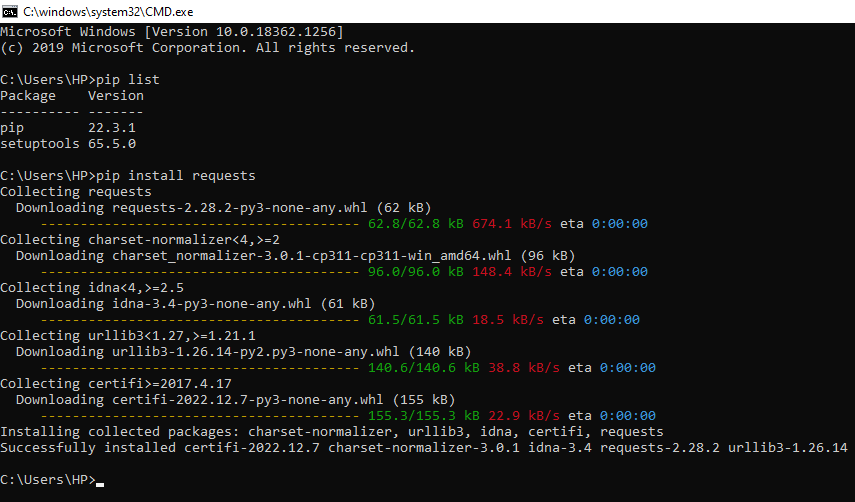 C:\windows\system32\CMD.exe
Microsoft Windows [Version 10.0.18362.1256]
(c) 2019 Microsoft Corporation. All rights reserved.
C:\Users\HP>pip list
Package    Version
---------- -------
pip        22.3.1
setuptools 65.5.0
C:\Users\HP>pip install requests
Collecting requests
  Downloading requests-2.28.2-py3-none-any.whl (62 kB)
     ---------------------------------------- 62.8/62.8 kB 674.1 kB/s eta 0:00:00
Collecting charset-normalizer<4,>=2
  Downloading charset_normalizer-3.0.1-cp311-cp311-win_amd64.whl (96 kB)
     ---------------------------------------- 96.0/96.0 kB 148.4 kB/s eta 0:00:00
Collecting idna<4,>=2.5
  Downloading idna-3.4-py3-none-any.whl (61 kB)
     ---------------------------------------- 61.5/61.5 kB 18.5 kB/s eta 0:00:00
Collecting urllib3<1.27,>=1.21.1
  Downloading urllib3-1.26.14-py2.py3-none-any.whl (140 kB)
     ---------------------------------------- 140.6/140.6 kB 38.8 kB/s eta 0:00:00
Collecting certifi>=2017.4.17
  Downloading certifi-2022.12.7-py3-none-any.whl (155 kB)
     ---------------------------------------- 155.3/155.3 kB 22.9 kB/s eta 0:00:00
Installing collected packages: charset-normalizer, urllib3, idna, certifi, requests
Successfully installed certifi-2022.12.7 charset-normalizer-3.0.1 idna-3.4 requests-2.28.2 urllib3-1.26.14
C:\Users\HP>